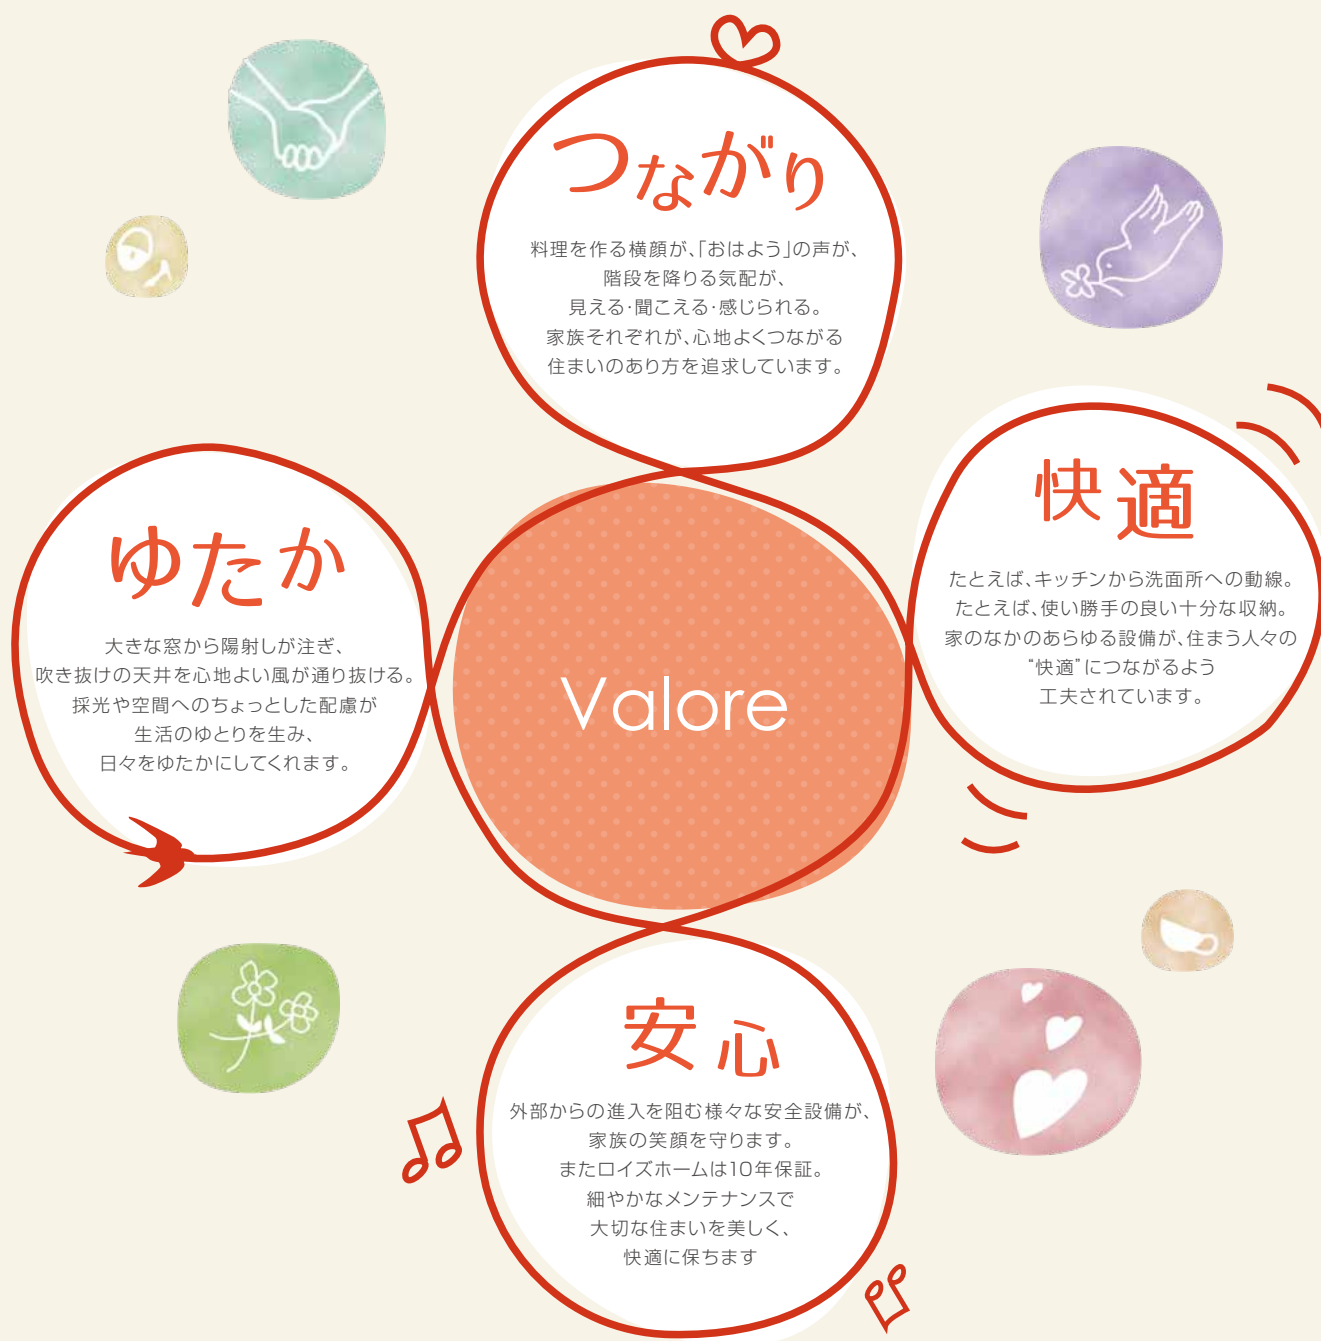 つながり
料理を作る横顔が、「おはよう」の声が、
階段を降りる気配が、
見える・聞こえる・感じられる。
家族それぞれが、心地よくつながる
住まいのあり方を追求しています。
快適
たとえば、キッチンから洗面所への動線。
たとえば、使い勝手の良い十分な収納。
家のなかのあらゆる設備が、住まう人々の
“快適”につながるよう
工夫されています。
ゆたか
大きな窓から陽射しが注ぎ、
吹き抜けの天井を心地よい風が通り抜ける。
採光や空間へのちょっとした配慮が
生活のゆとりを生み、
日々をゆたかにしてくれます。
Valore
安心
外部からの進入を阻む様々な安全設備が、
家族の笑顔を守ります。
またロイズホームは10年保証。
細やかなメンテナンスで
大切な住まいを美しく、
快適に保ちます